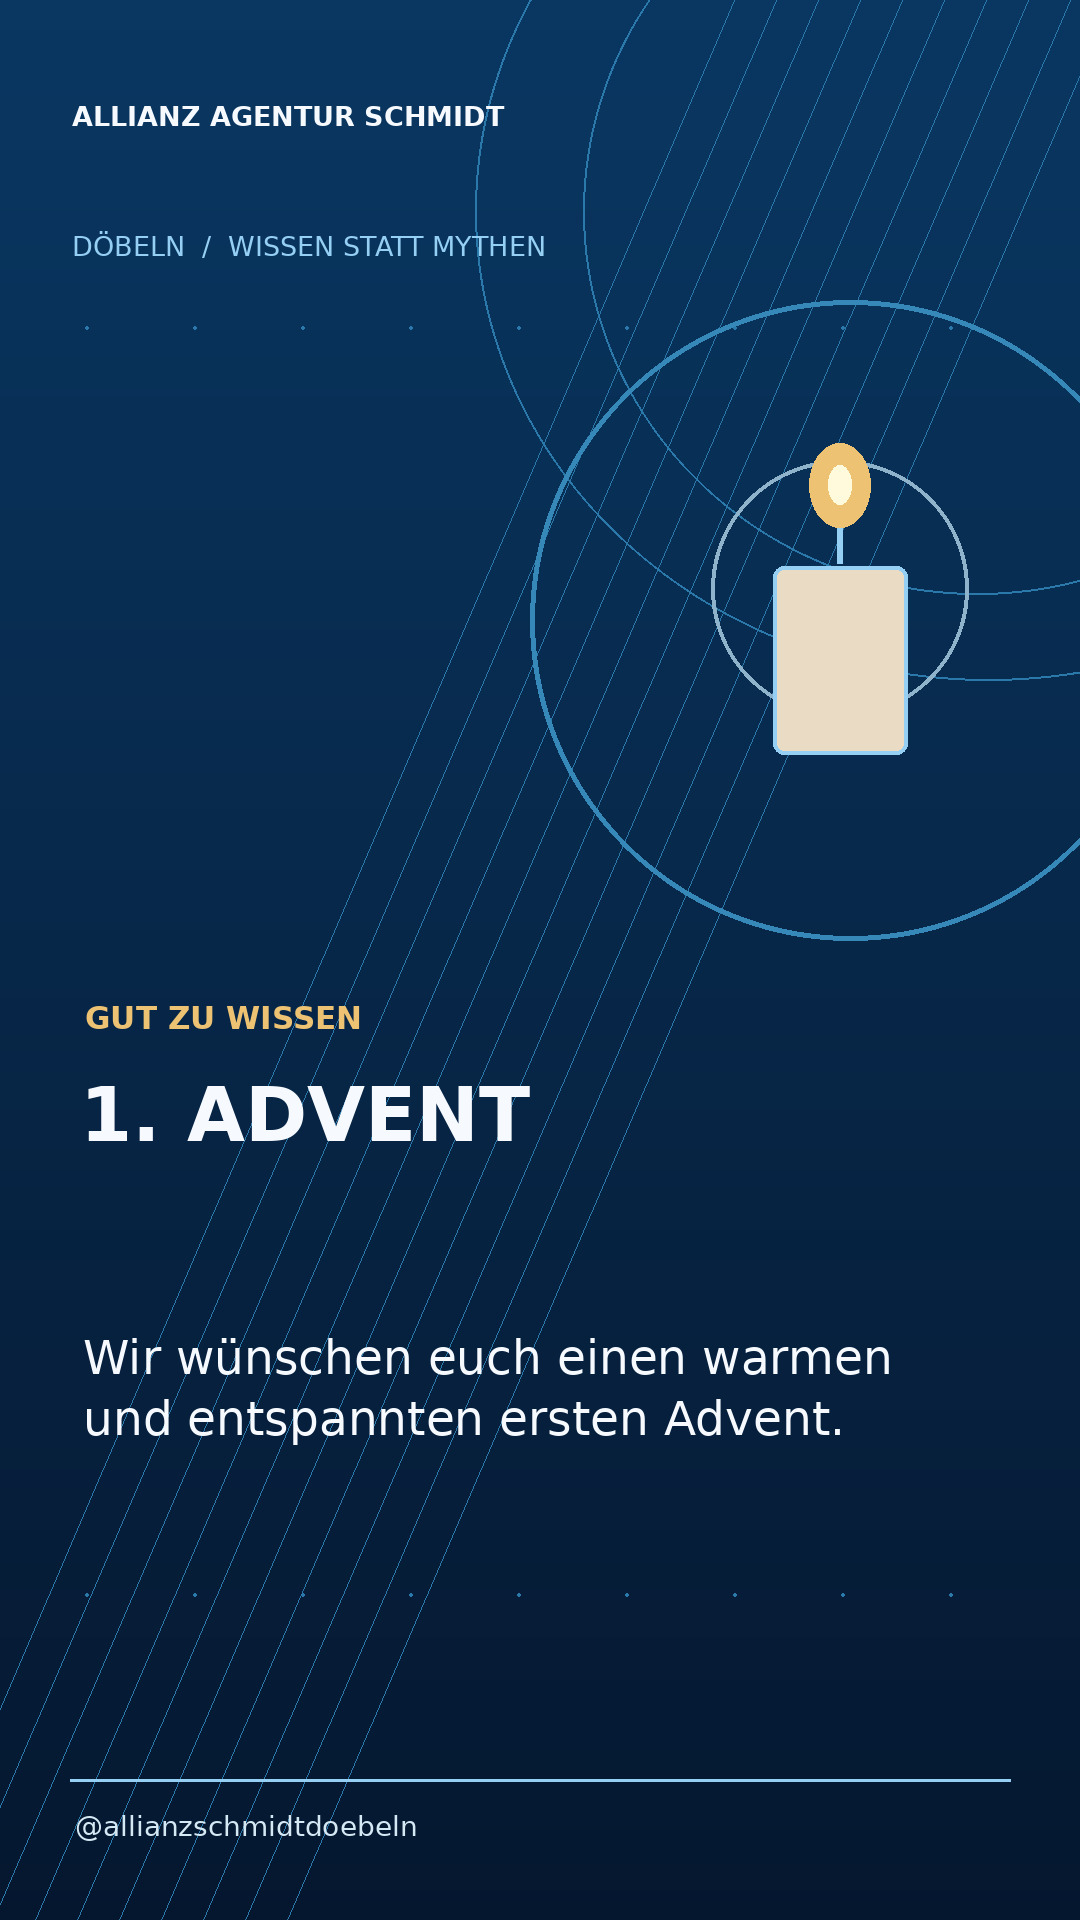 ALLIANZ AGENTUR SCHMIDT
DÖBELN / WISSEN STATT MYTHEN
GUT ZU WISSEN
1. ADVENT
Wir wünschen euch einen warmen
und entspannten ersten Advent.
@allianzschmidtdoebeln